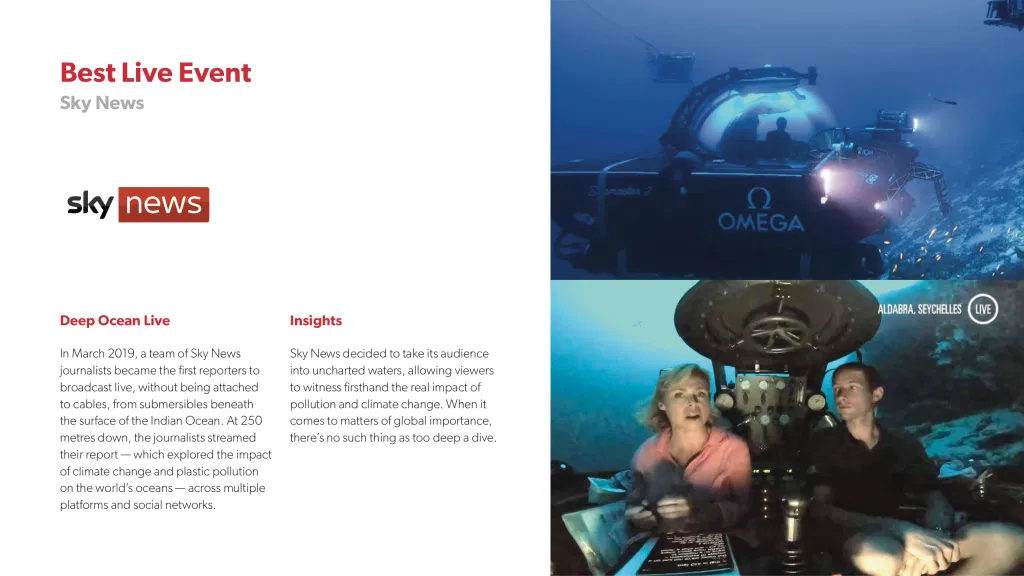 Best Live Event
Sky News
sky news
Deep Ocean Live
In March 2019, a team of Sky News
journalists became the first reporters to
broadcast live, without being attached
to cables, from submersibles beneath
the surface of the Indian Ocean. At 250
metres down, the journalists streamed
their report — which explored the impact
of climate change and plastic pollution
on the world’s oceans — across multiple
platforms and social networks.
Insights
Sky News decided to take its audience
into uncharted waters, allowing viewers
to witness firsthand the real impact of
pollution and climate change. When it
comes to matters of global importance,
there’s no such thing as too deep a dive.
Ω
OMEGA
ALDABRA, SEYCHELLES LIVE